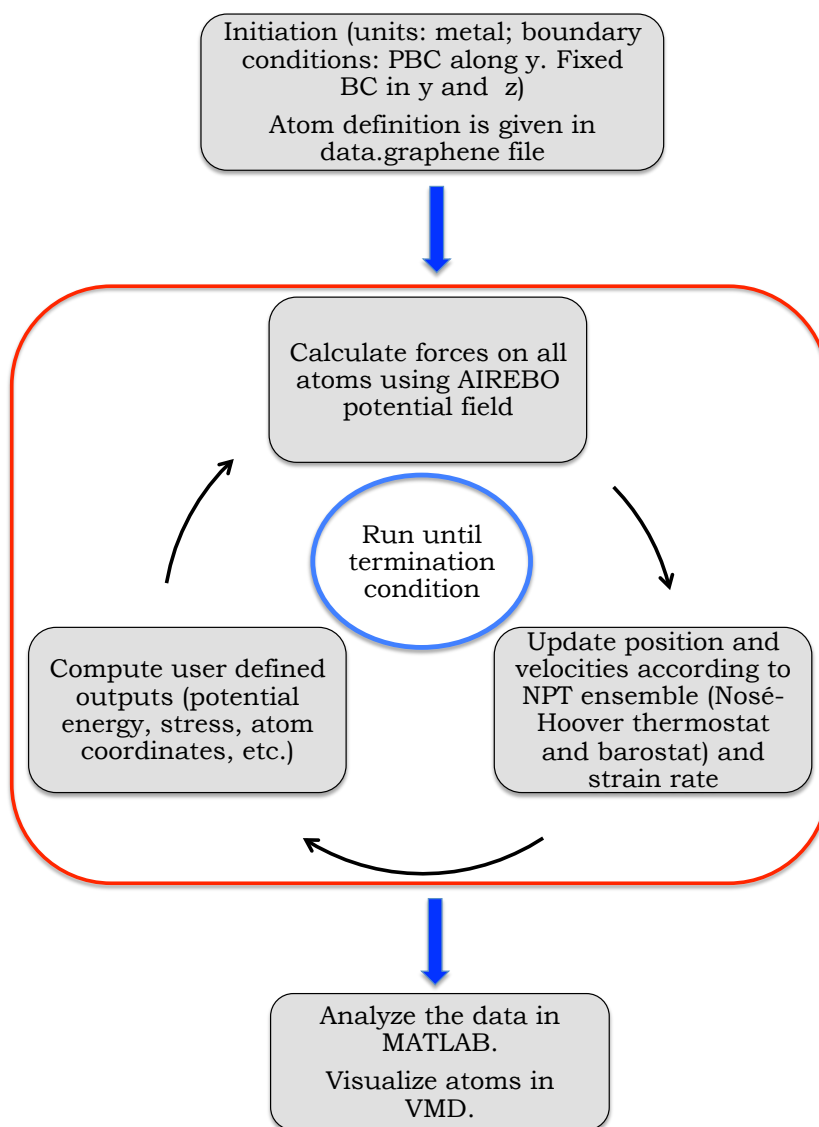 Initiation (units: metal; boundary
conditions: PBC along y. Fixed
BC in y and z)
Atom definition is given in
data.graphene file
Calculate forces on all
atoms using AIREBO
potential field
Run until
termination
condition
Compute user defined
outputs (potential
energy, stress, atom
coordinates, etc.)
Update position and
velocities according to
NPT ensemble (Nosé-
Hoover thermostat
and barostat) and
strain rate
Analyze the data in
MATLAB.
Visualize atoms in
VMD.